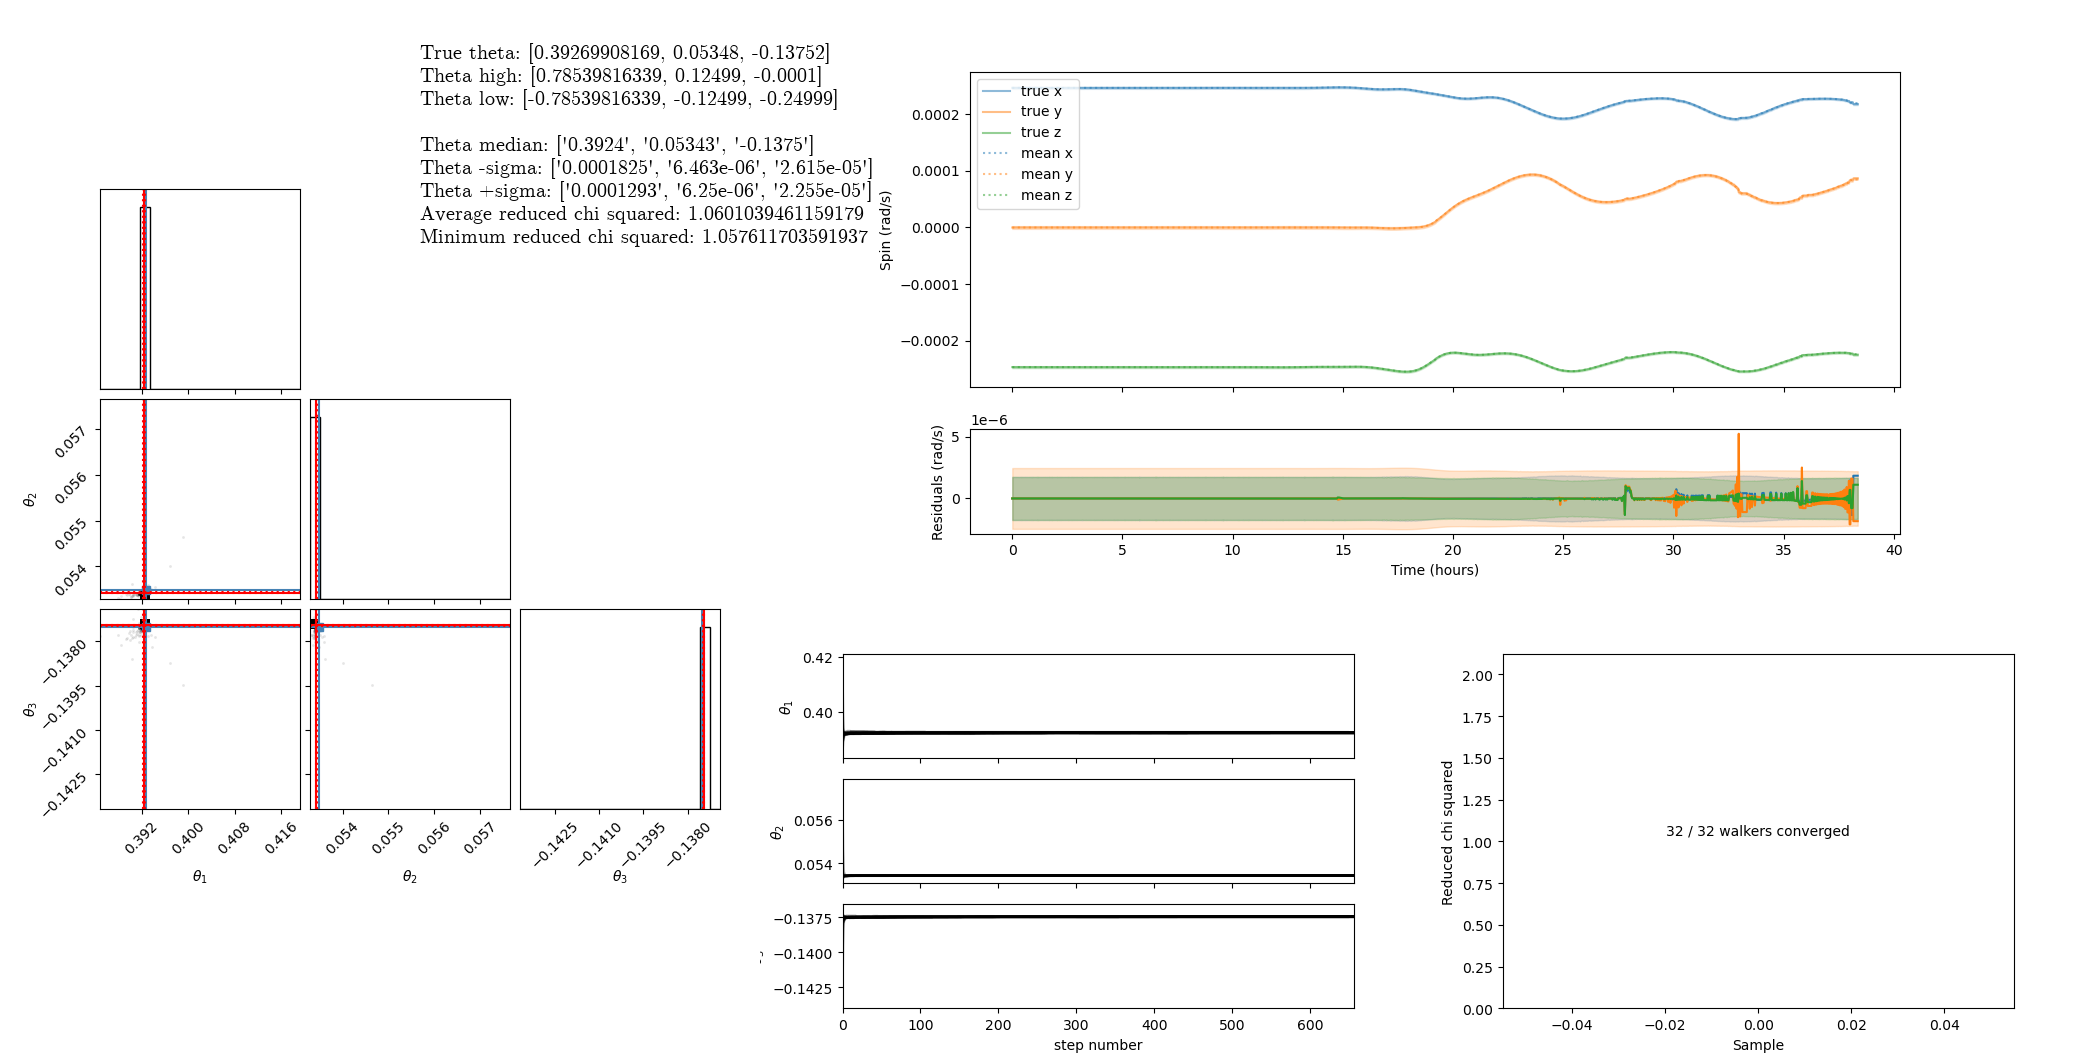 True theta: [0.39269908169, 0.05348, -0.13752]
Theta high: [0.78539816339, 0.12499, -0.0001]
Theta low: [-0.78539816339, -0.12499, -0.24999]
Theta median: ['0.3924', '0.05343', '-0.1375']
Theta -sigma: ['0.0001825', '6.463e-06', '2.615e-05']
Theta +sigma: ['0.0001293', '6.25e-06', '2.255e-05']
Average reduced chi squared: 1.0601039461159179
Minimum reduced chi squared: 1.057611703591937
θ2
0.057
0.056
0.055
0.054
θ3
−0.1380
−0.1395
−0.1410
−0.1425
0.392
0.400
0.408
0.416
θ1
0.054
0.055
0.056
0.057
θ2
−0.1425
−0.1410
−0.1395
−0.1380
θ3
true x
true y
true z
mean x
mean y
mean z
Spin (rad/s)
0.0002
0.0001
0.0000
−0.0001
−0.0002
1e−6
Residuals (rad/s)
5
0
0 5 10 15 20 25 30 35 40
Time (hours)
θ1
0.42
0.40
θ2
0.056
0.054
−0.1375
−0.1400
−0.1425
0 100 200 300 400 500 600
step number
Reduced chi squared
2.00
1.75
1.50
1.25
1.00
0.75
0.50
0.25
0.00
32 / 32 walkers converged
−0.04 −0.02 0.00 0.02 0.04
Sample